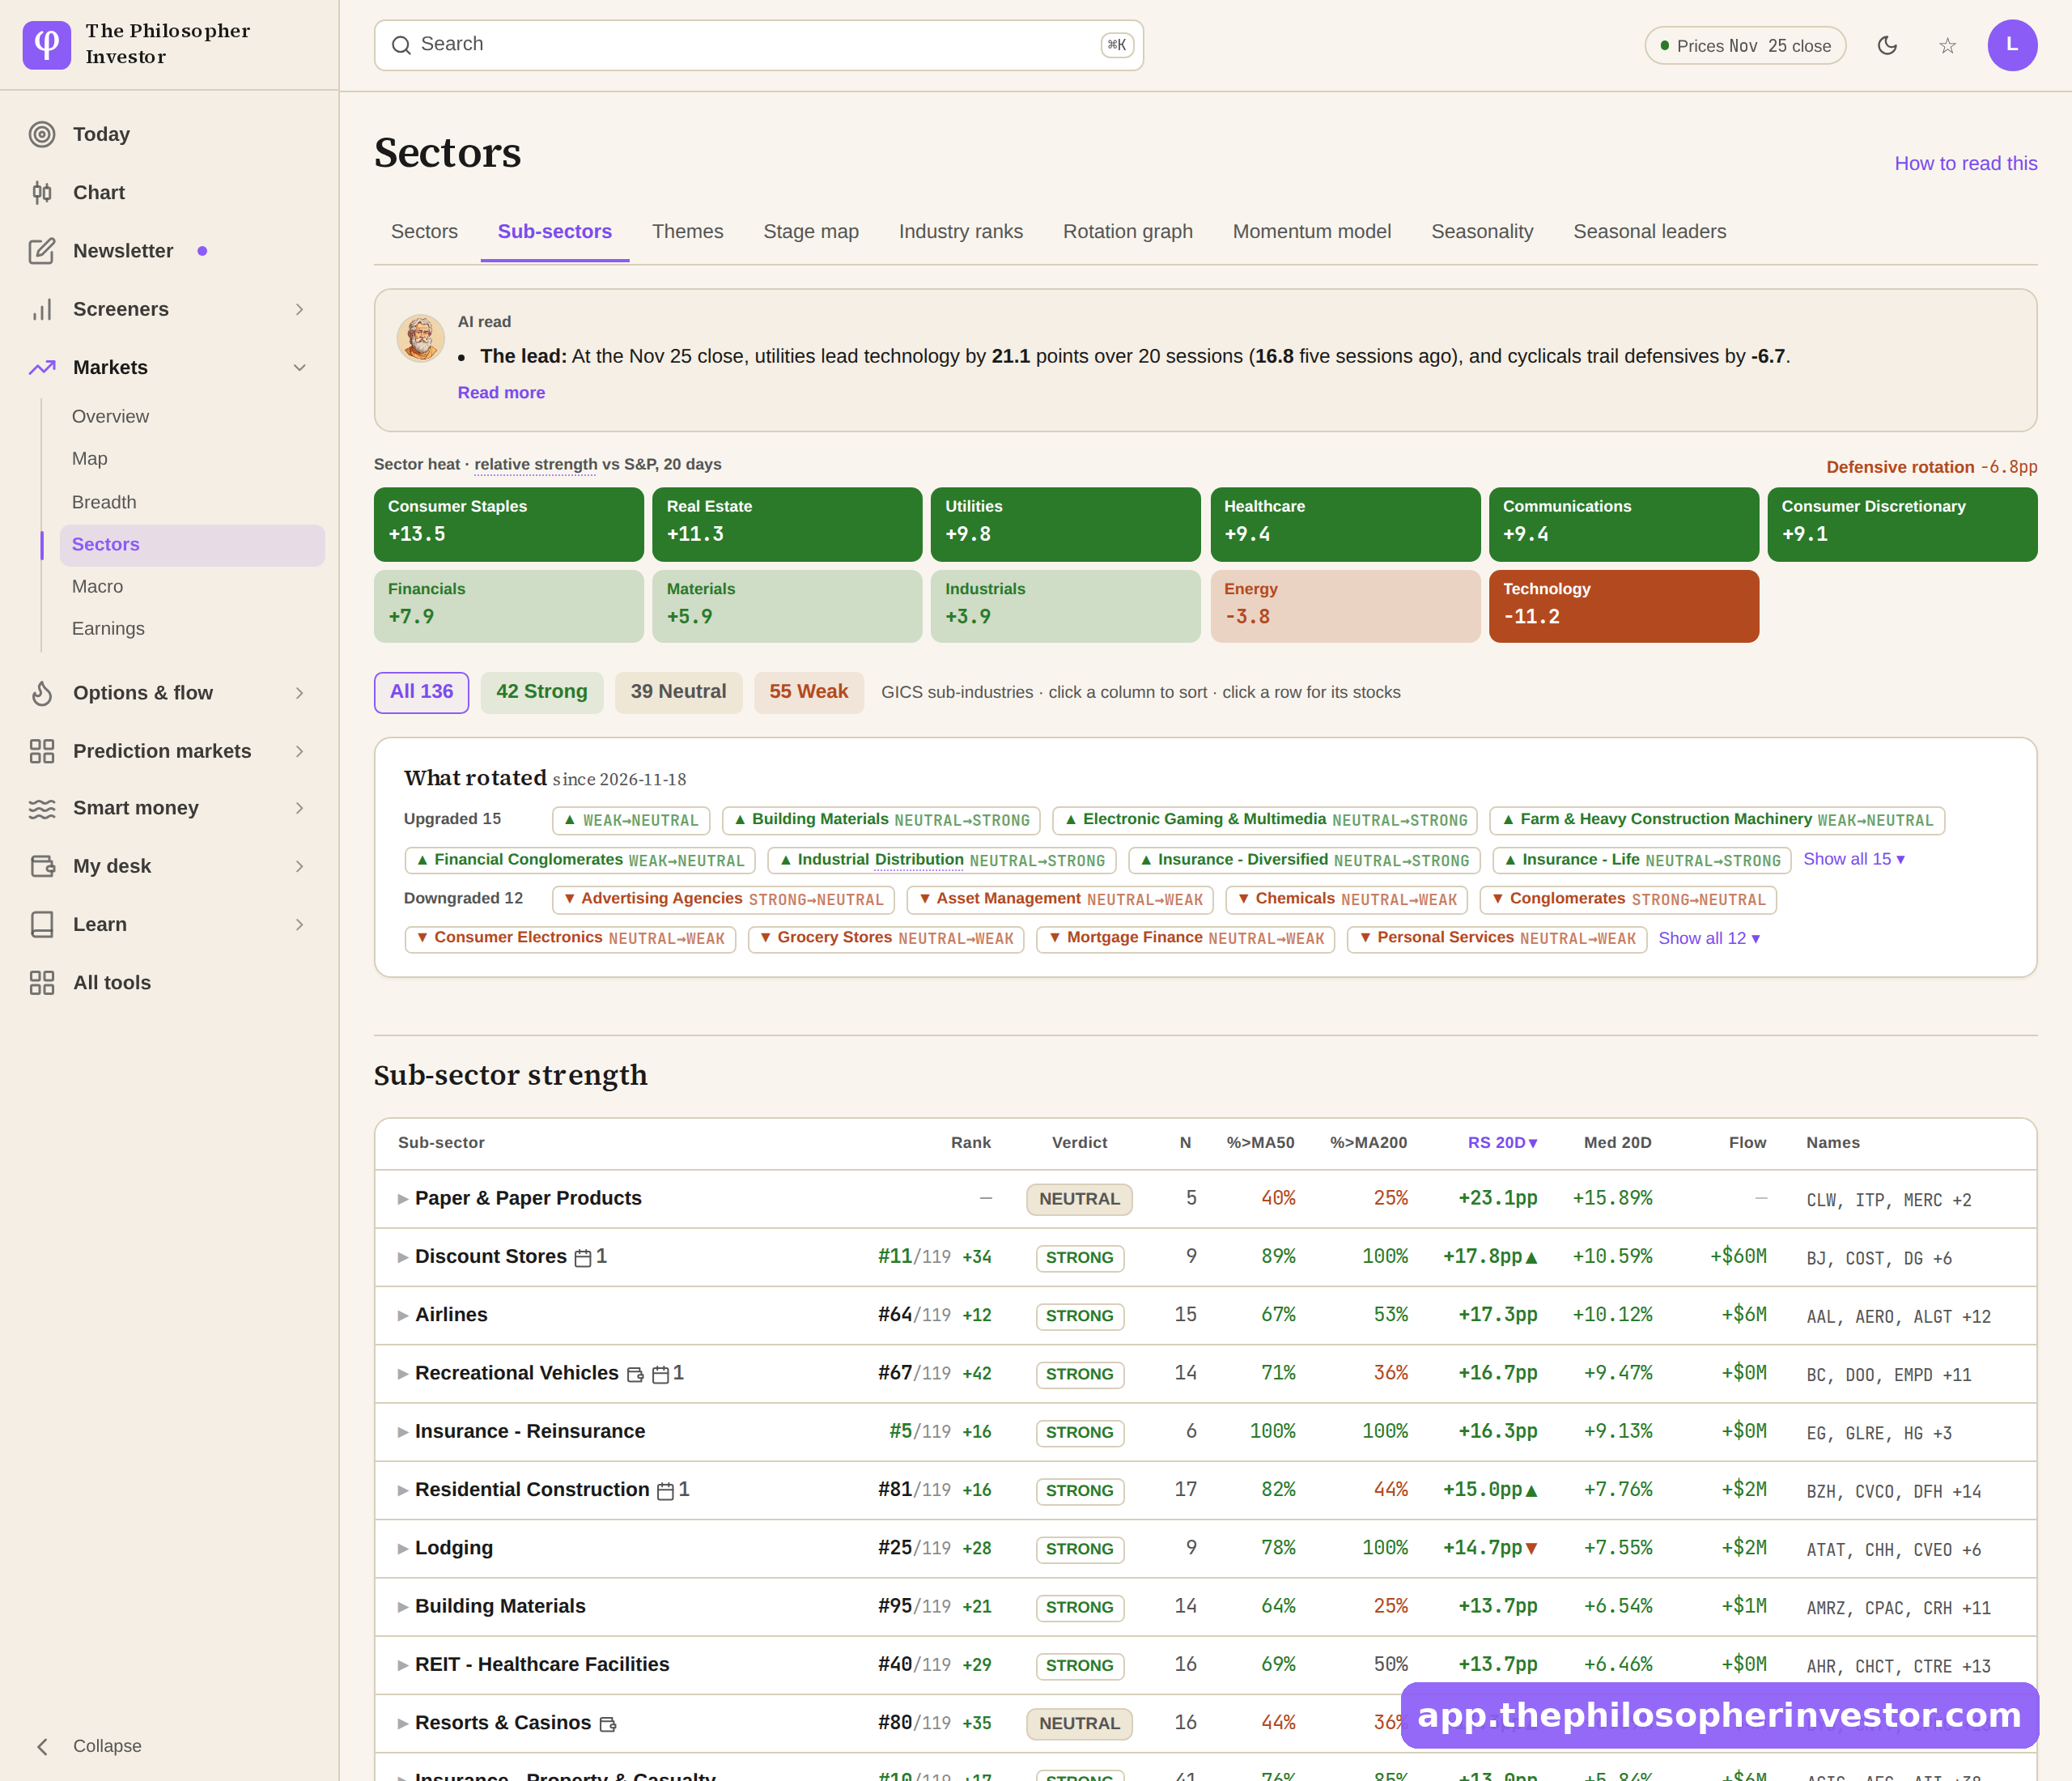 φ The Philosopher Investor
Search ⌘K
Prices Nov 25 close ☆ L
Today
Chart
Newsletter
Screeners
Markets
Overview
Map
Breadth
Sectors
Macro
Earnings
Options & flow
Prediction markets
Smart money
My desk
Learn
All tools
Collapse
Sectors
How to read this
Sectors Sub-sectors Themes Stage map Industry ranks Rotation graph Momentum model Seasonality Seasonal leaders
AI read
• The lead: At the Nov 25 close, utilities lead technology by 21.1 points over 20 sessions (16.8 five sessions ago), and cyclicals trail defensives by -6.7.
Read more
Sector heat · relative strength vs S&P, 20 days Defensive rotation -6.8pp
Consumer Staples Real Estate Utilities Healthcare Communications Consumer Discretionary
+13.5 +11.3 +9.8 +9.4 +9.4 +9.1
Financials Materials Industrials Energy Technology
+7.9 +5.9 +3.9 -3.8 -11.2
All 136 42 Strong 39 Neutral 55 Weak GICS sub-industries · click a column to sort · click a row for its stocks
What rotated since 2026-11-18
Upgraded 15 ▲ WEAK→NEUTRAL ▲ Building Materials NEUTRAL→STRONG ▲ Electronic Gaming & Multimedia NEUTRAL→STRONG ▲ Farm & Heavy Construction Machinery WEAK→NEUTRAL
▲ Financial Conglomerates WEAK→NEUTRAL ▲ Industrial Distribution NEUTRAL→STRONG ▲ Insurance - Diversified NEUTRAL→STRONG ▲ Insurance - Life NEUTRAL→STRONG Show all 15 ▾
Downgraded 12 ▼ Advertising Agencies STRONG→NEUTRAL ▼ Asset Management NEUTRAL→WEAK ▼ Chemicals NEUTRAL→WEAK ▼ Conglomerates STRONG→NEUTRAL
▼ Consumer Electronics NEUTRAL→WEAK ▼ Grocery Stores NEUTRAL→WEAK ▼ Mortgage Finance NEUTRAL→WEAK ▼ Personal Services NEUTRAL→WEAK Show all 12 ▾
Sub-sector strength
Sub-sector Rank Verdict N %>MA50 %>MA200 RS 20D▼ Med 20D Flow Names
▶ Paper & Paper Products — NEUTRAL 5 40% 25% +23.1pp +15.89% — CLW, ITP, MERC +2
▶ Discount Stores 1 #11/119 +34 STRONG 9 89% 100% +17.8pp▲ +10.59% +$60M BJ, COST, DG +6
▶ Airlines #64/119 +12 STRONG 15 67% 53% +17.3pp +10.12% +$6M AAL, AERO, ALGT +12
▶ Recreational Vehicles 1 #67/119 +42 STRONG 14 71% 36% +16.7pp +9.47% +$0M BC, DOO, EMPD +11
▶ Insurance - Reinsurance #5/119 +16 STRONG 6 100% 100% +16.3pp +9.13% +$0M EG, GLRE, HG +3
▶ Residential Construction 1 #81/119 +16 STRONG 17 82% 44% +15.0pp▲ +7.76% +$2M BZH, CVCO, DFH +14
▶ Lodging #25/119 +28 STRONG 9 78% 100% +14.7pp▼ +7.55% +$2M ATAT, CHH, CVEO +6
▶ Building Materials #95/119 +21 STRONG 14 64% 25% +13.7pp +6.54% +$1M AMRZ, CPAC, CRH +11
▶ REIT - Healthcare Facilities #40/119 +29 STRONG 16 69% 50% +13.7pp +6.46% +$0M AHR, CHCT, CTRE +13
▶ Resorts & Casinos #80/119 +35 NEUTRAL 16 44% 36%
app.thephilosopherinvestor.com
▶ Insurance - Property & Casualty #10/119 +17 STRONG 41 76% 85% +13.0pp +5.84% +$6M